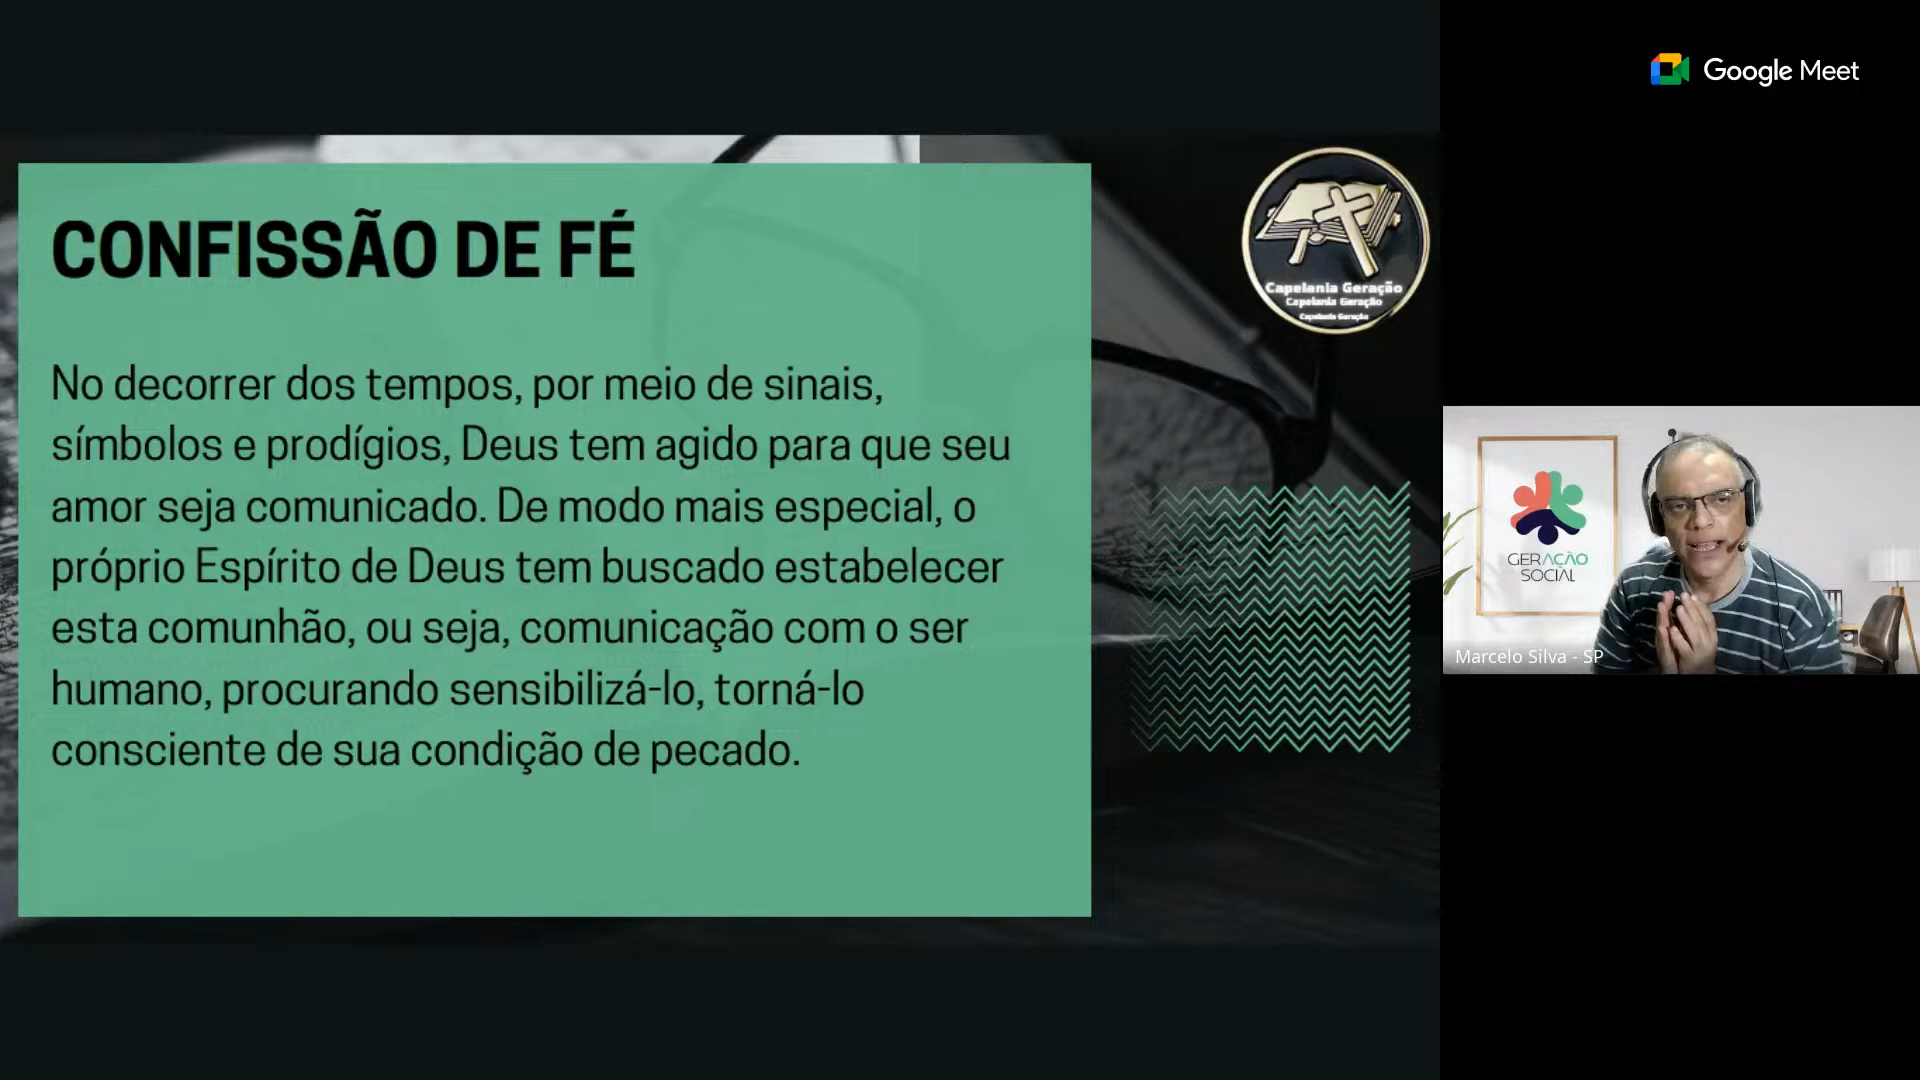 Google Meet
CONFISSÃO DE FÉ
No decorrer dos tempos, por meio de sinais,
símbolos e prodígios, Deus tem agido para que seu
amor seja comunicado. De modo mais especial, o
próprio Espírito de Deus tem buscado estabelecer
esta comunhão, ou seja, comunicação com o ser
humano, procurando sensibilizá-lo, torná-lo
consciente de sua condição de pecado.
Capelania Geração
Capelania Geração
Capelania Geração
GERAÇÃO
SOCIAL
Marcelo Silva - SP